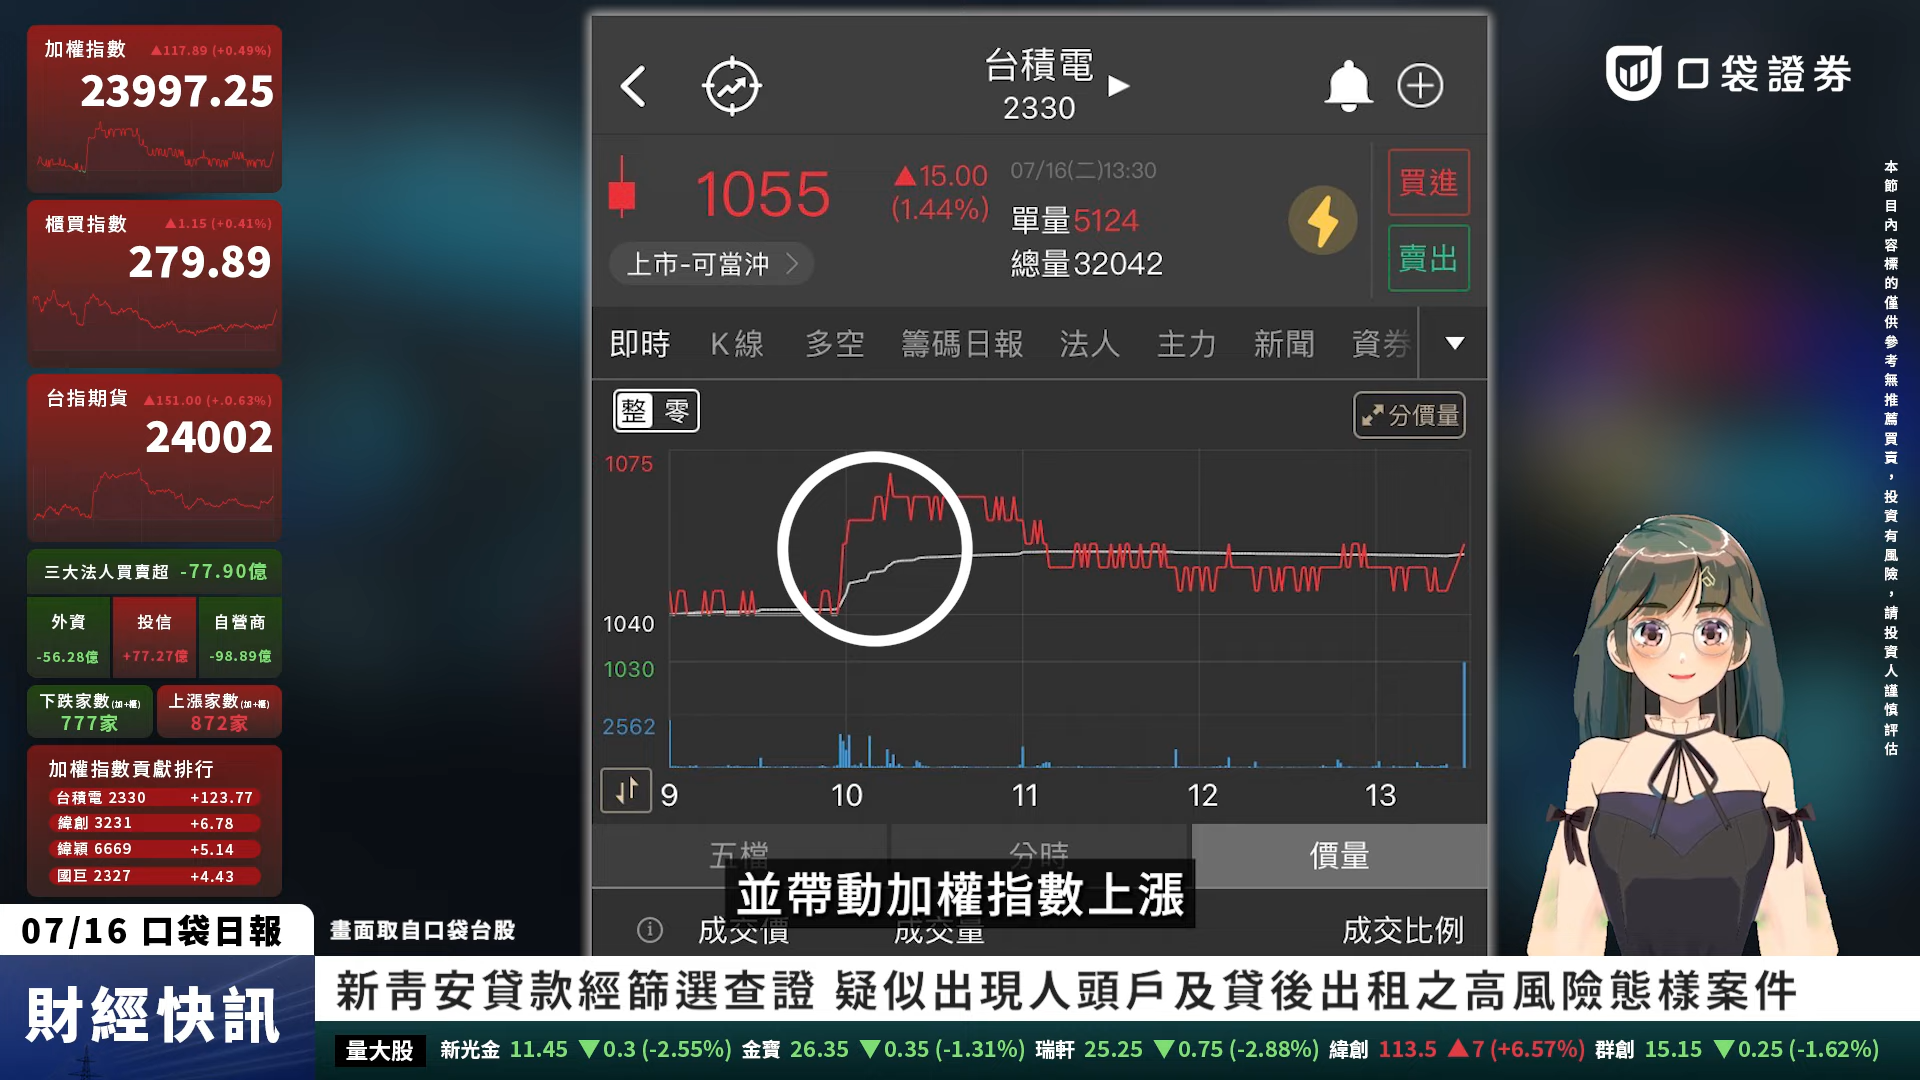 加權指數 ▲117.89 (+0.49%)
23997.25
櫃買指數 ▲1.15 (+0.41%)
279.89
台指期貨 ▲151.00 (+.0.63%)
24002
三大法人買賣超 -77.90億
外資 投信 自營商
-56.28億 +77.27億 -98.89億
下跌家數(加+櫃) 上漲家數(加+櫃)
777家 872家
加權指數貢獻排行
台積電 2330 +123.77
緯創 3231 +6.78
緯穎 6669 +5.14
國巨 2327 +4.43
07/16 口袋日報
財經快訊
台積電
2330
1055
▲15.00
(1.44%)
07/16(二)13:30
單量5124
總量32042
上市-可當沖
買進
賣出
即時 K線 多空 籌碼日報 法人 主力 新聞 資券
整 零
分價量
1075
1040
1030
2562
9 10 11 12 13
五檔 分時 價量
成交價 成交量 成交比例
並帶動加權指數上漲
畫面取自口袋台股
口袋證券
本節目內容標的僅供參考無推薦買賣，投資有風險，請投資人謹慎評估
新青安貸款經篩選查證 疑似出現人頭戶及貸後出租之高風險態樣案件
量大股 新光金 11.45 ▼0.3 (-2.55%) 金寶 26.35 ▼0.35 (-1.31%) 瑞軒 25.25 ▼0.75 (-2.88%) 緯創 113.5 ▲7 (+6.57%) 群創 15.15 ▼0.25 (-1.62%)